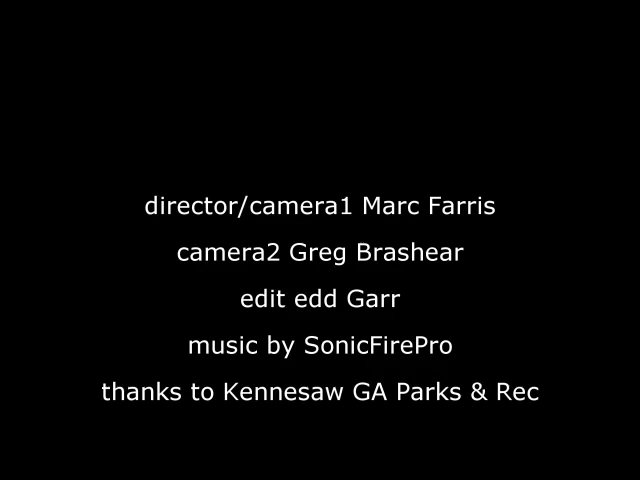 director/camera1 Marc Farris
camera2 Greg Brashear
edit edd Garr
music by SonicFirePro
thanks to Kennesaw GA Parks & Rec